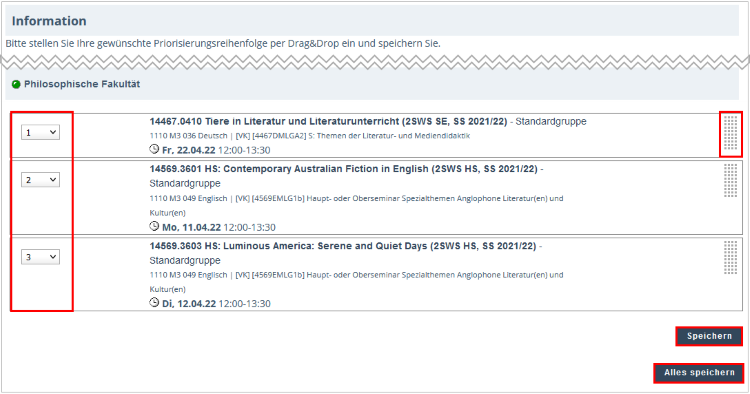 Information
Bitte stellen Sie Ihre gewünschte Priorisierungsreihenfolge per Drag&Drop ein und speichern Sie.
Philosophische Fakultät
1
14467.0410 Tiere in Literatur und Literaturunterricht (2SWS SE, SS 2021/22) - Standardgruppe
1110 M3 036 Deutsch | [VK] [4467DMLGA2] S: Themen der Literatur- und Mediendidaktik
Fr, 22.04.22 12:00-13:30
2
14569.3601 HS: Contemporary Australian Fiction in English (2SWS HS, SS 2021/22) -
Standardgruppe
1110 M3 049 Englisch | [VK] [4569EMLG1b] Haupt- oder Oberseminar Spezialthemen Anglophone Literatur(en) und
Kultur(en)
Mo, 11.04.22 12:00-13:30
3
14569.3603 HS: Luminous America: Serene and Quiet Days (2SWS HS, SS 2021/22) -
Standardgruppe
1110 M3 049 Englisch | [VK] [4569EMLG1b] Haupt- oder Oberseminar Spezialthemen Anglophone Literatur(en) und
Kultur(en)
Di, 12.04.22 12:00-13:30
Speichern
Alles speichern